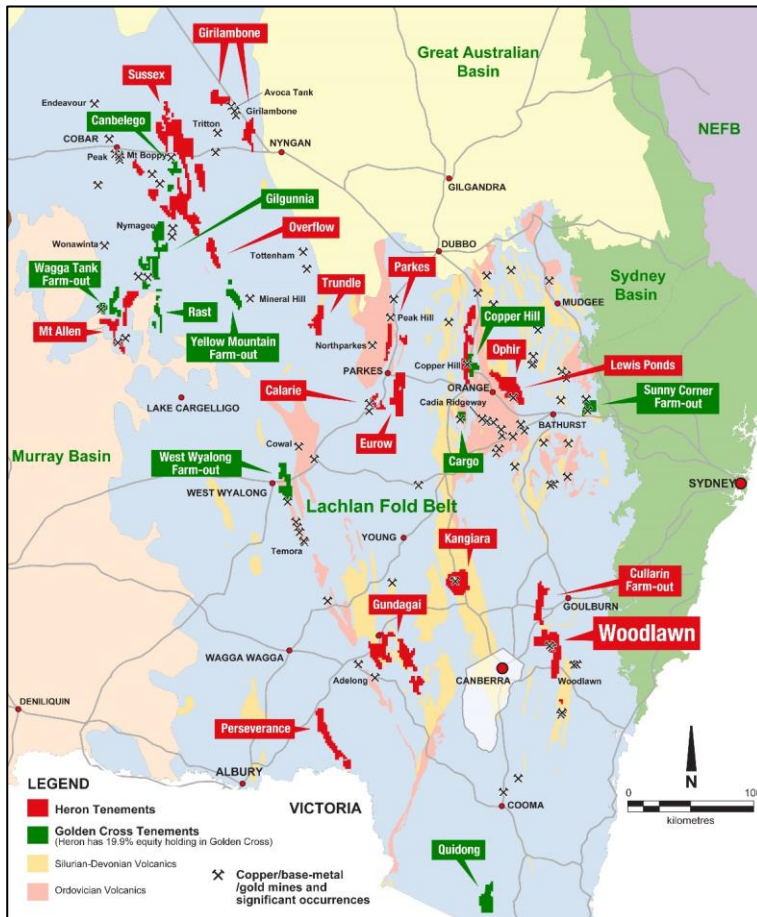 Girilambone
Great Australian
Basin
Sussex
NEFB
Endeavour
Avoca Tank
Girilambone
Canbelego
Tritton
COBAR
Peak
Mt Boppy
NYNGAN
GILGANDRA
Gilgunnia
Nymagee
Overflow
Wonawinta
Tottenham
DUBBO
Parkes
Sydney
Basin
Wagga Tank
Farm-out
Trundle
MUDGEE
Rast
Mineral Hill
Peak Hill
Copper Hill
Mt Allen
Yellow Mountain
Farm-out
Northparkes
Ophir
Copper Hill
Lewis Ponds
PARKES
ORANGE
Calarie
Cadia Ridgeway
Sunny Corner
Farm-out
LAKE CARGELLIGO
BATHURST
Eurow
Murray Basin
Cowal
Cargo
West Wyalong
Farm-out
SYDNEY
WEST WYALONG
Lachlan Fold Belt
YOUNG
Kangiara
Temora
Cullarin
Farm-out
GOULBURN
Gundagai
Woodlawn
WAGGA WAGGA
CANBERRA
Woodlawn
Adelong
DENILIQUIN
Perseverance
ALBURY
LEGEND
VICTORIA
N
Heron Tenements
COOMA
0
kilometres
Golden Cross Tenements
(Heron has 19.9% equity holding in Golden Cross)
Quidong
Silurian-Devonian Volcanics
Ordovician Volcanics
Copper/base-metal
/gold mines and
significant occurrences